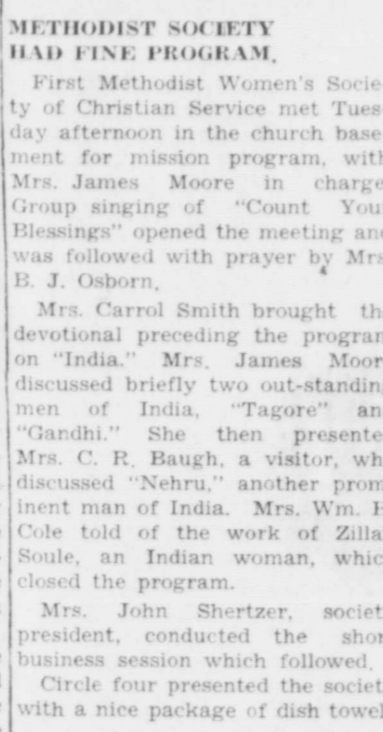 METHODIST SOCIETY
HAD FINE PROGRAM.
First Methodist Women's Socie
ty of Christian Service met Tues
day afternoon in the church base
ment for mission program, with
Mrs. James Moore in charge
Group singing of "Count You
Blessings" opened the meeting an
was followed with prayer by Mrs
B. J. Osborn.
Mrs. Carrol Smith brought th
devotional preceding the program
on "India." Mrs. James Moor
discussed briefly two out-standin
men of India, "Tagore" an
"Gandhi." She then presente
Mrs. C. R. Baugh, a visitor, wh
discussed "Nehru," another prom
inent man of India. Mrs. Wm.
Cole told of the work of Zilla
Soule, an Indian woman, whic
closed the program.
Mrs. John Shertzer, societ
president, conducted the shor
business session which followed.
Circle four presented the societ
with a nice package of dish towel